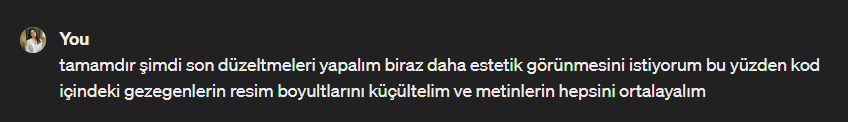 You
tamamdır şimdi son düzeltmeleri yapalım biraz daha estetik görünmesini istiyorum bu yüzden kod
içindeki gezegenlerin resim boyultlarını küçültelim ve metinlerin hepsini ortalayalım